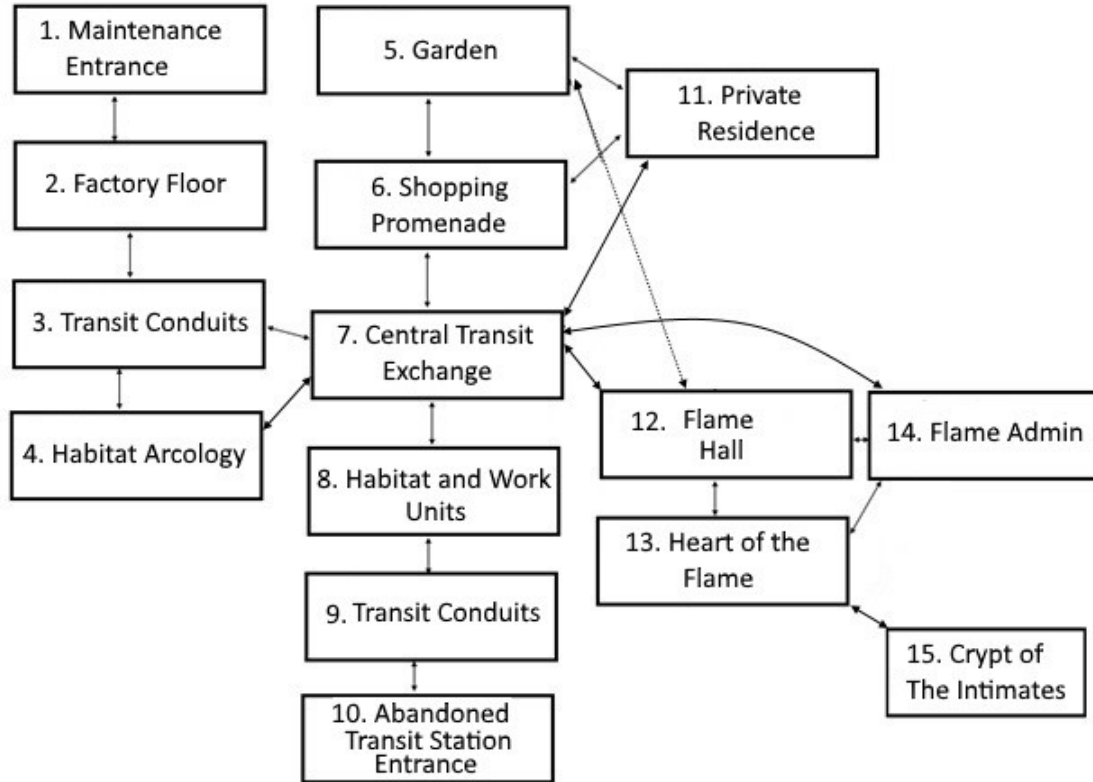 1. Maintenance
Entrance
2. Factory Floor
3. Transit Conduits
4. Habitat Arcology
5. Garden
6. Shopping
Promenade
7. Central Transit
Exchange
8. Habitat and Work
Units
9. Transit Conduits
10. Abandoned
Transit Station
Entrance
11. Private
Residence
12. Flame
Hall
13. Heart of the
Flame
14. Flame Admin
15. Crypt of
The Intimates